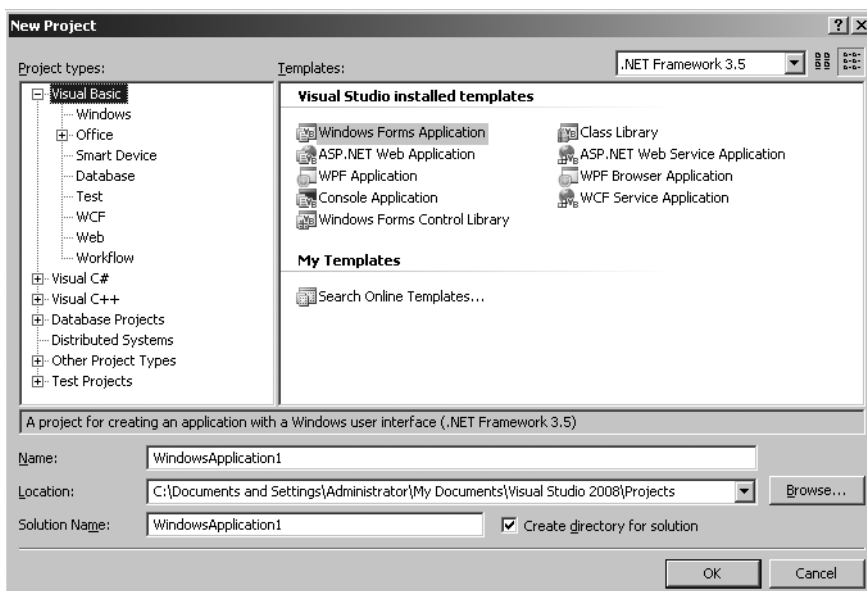 New Project
Project types:
Templates:
.NET Framework 3.5
Visual Basic
Windows
Office
Smart Device
Database
Test
WCF
Web
Workflow
Visual C#
Visual C++
Database Projects
Distributed Systems
Other Project Types
Test Projects
Visual Studio installed templates
Windows Forms Application
Class Library
ASP.NET Web Application
ASP.NET Web Service Application
WPF Application
WPF Browser Application
Console Application
WCF Service Application
Windows Forms Control Library
My Templates
Search Online Templates...
A project for creating an application with a Windows user interface (.NET Framework 3.5)
Name:
WindowsApplication1
Location:
C:\Documents and Settings\Administrator\My Documents\Visual Studio 2008\Projects
Browse...
Solution Name:
WindowsApplication1
Create directory for solution
OK
Cancel